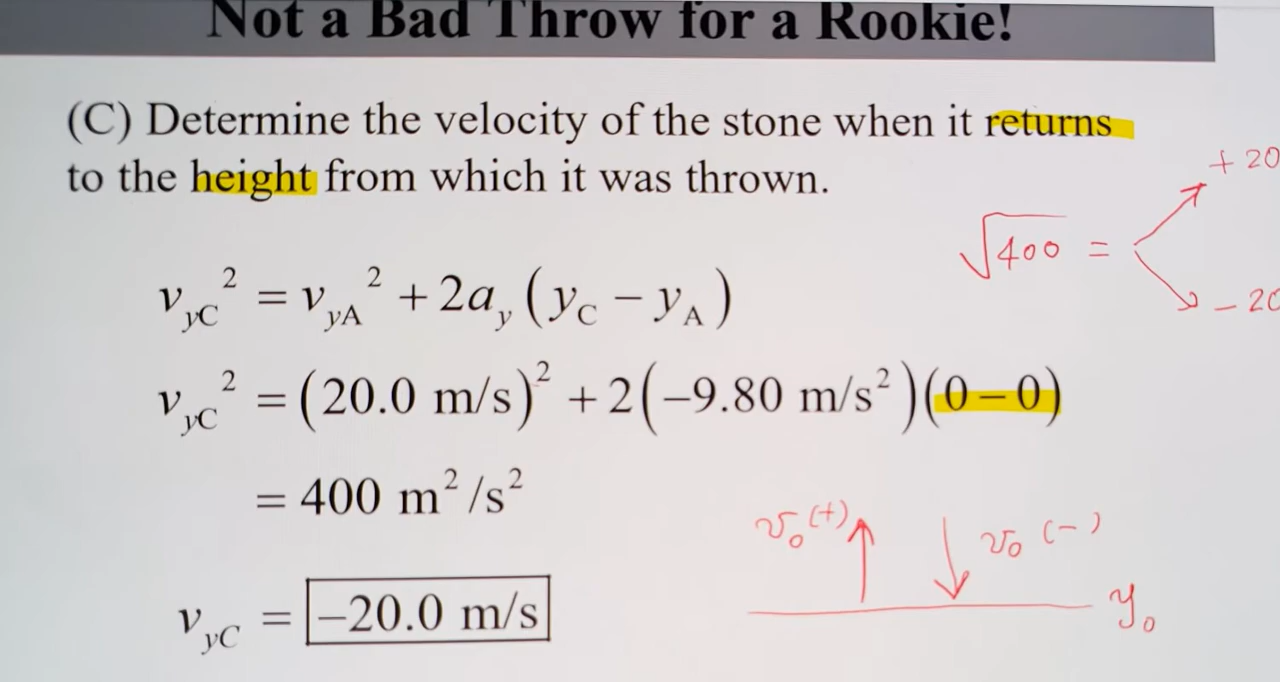 Not a Bad Throw for a Rookie!
(C) Determine the velocity of the stone when it returns
to the height from which it was thrown.
+ 20
√400 =
− 20
v_yC² = v_yA² + 2a_y (y_C − y_A)
v_yC² = (20.0 m/s)² + 2(−9.80 m/s²)(0 − 0)
= 400 m²/s²
v₀ (+) v₀ (−)
y₀
v_yC = −20.0 m/s